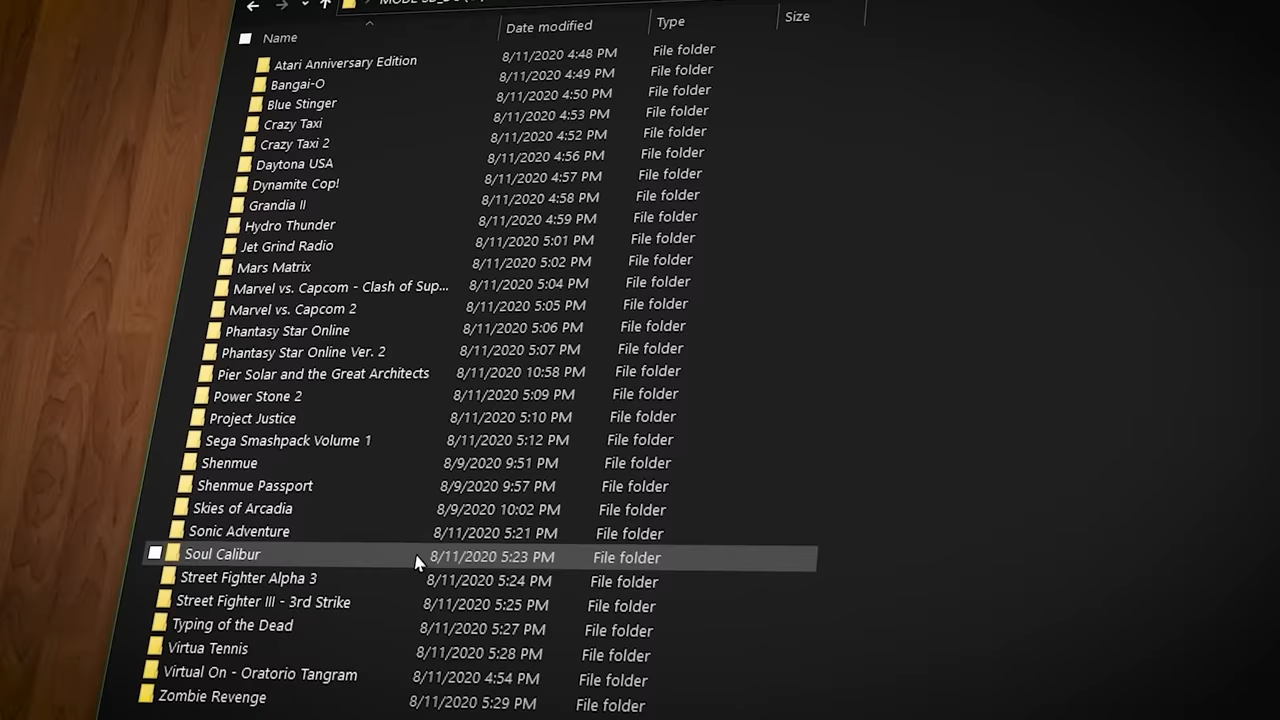 Name Date modified Type Size
Atari Anniversary Edition 8/11/2020 4:48 PM File folder
Bangai-O 8/11/2020 4:49 PM File folder
Blue Stinger 8/11/2020 4:50 PM File folder
Crazy Taxi 8/11/2020 4:53 PM File folder
Crazy Taxi 2 8/11/2020 4:52 PM File folder
Daytona USA 8/11/2020 4:56 PM File folder
Dynamite Cop! 8/11/2020 4:57 PM File folder
Grandia II 8/11/2020 4:58 PM File folder
Hydro Thunder 8/11/2020 4:59 PM File folder
Jet Grind Radio 8/11/2020 5:01 PM File folder
Mars Matrix 8/11/2020 5:02 PM File folder
Marvel vs. Capcom - Clash of Sup... 8/11/2020 5:04 PM File folder
Marvel vs. Capcom 2 8/11/2020 5:05 PM File folder
Phantasy Star Online 8/11/2020 5:06 PM File folder
Phantasy Star Online Ver. 2 8/11/2020 5:07 PM File folder
Pier Solar and the Great Architects 8/11/2020 10:58 PM File folder
Power Stone 2 8/11/2020 5:09 PM File folder
Project Justice 8/11/2020 5:10 PM File folder
Sega Smashpack Volume 1 8/11/2020 5:12 PM File folder
Shenmue 8/9/2020 9:51 PM File folder
Shenmue Passport 8/9/2020 9:57 PM File folder
Skies of Arcadia 8/9/2020 10:02 PM File folder
Sonic Adventure 8/11/2020 5:21 PM File folder
Soul Calibur 8/11/2020 5:23 PM File folder
Street Fighter Alpha 3 8/11/2020 5:24 PM File folder
Street Fighter III - 3rd Strike 8/11/2020 5:25 PM File folder
Typing of the Dead 8/11/2020 5:27 PM File folder
Virtua Tennis 8/11/2020 5:28 PM File folder
Virtual On - Oratorio Tangram 8/11/2020 4:54 PM File folder
Zombie Revenge 8/11/2020 5:29 PM File folder